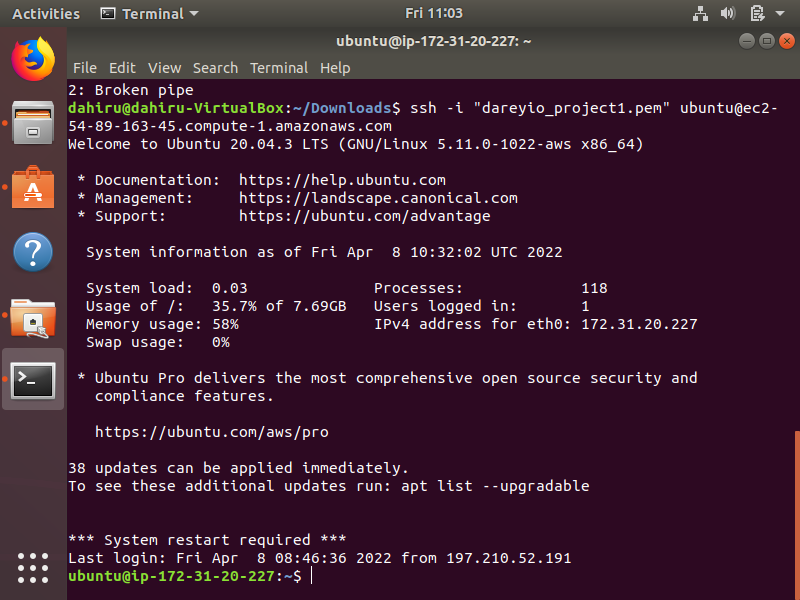 Activities Terminal Fri 11:03
ubuntu@ip-172-31-20-227: ~
File Edit View Search Terminal Help
2: Broken pipe
dahiru@dahiru-VirtualBox:~/Downloads$ ssh -i "dareyio_project1.pem" ubuntu@ec2-
54-89-163-45.compute-1.amazonaws.com
Welcome to Ubuntu 20.04.3 LTS (GNU/Linux 5.11.0-1022-aws x86_64)
* Documentation: https://help.ubuntu.com
* Management: https://landscape.canonical.com
* Support: https://ubuntu.com/advantage
System information as of Fri Apr 8 10:32:02 UTC 2022
System load: 0.03 Processes: 118
Usage of /: 35.7% of 7.69GB Users logged in: 1
Memory usage: 58% IPv4 address for eth0: 172.31.20.227
Swap usage: 0%
* Ubuntu Pro delivers the most comprehensive open source security and
compliance features.
https://ubuntu.com/aws/pro
38 updates can be applied immediately.
To see these additional updates run: apt list --upgradable
*** System restart required ***
Last login: Fri Apr 8 08:46:36 2022 from 197.210.52.191
ubuntu@ip-172-31-20-227:~$